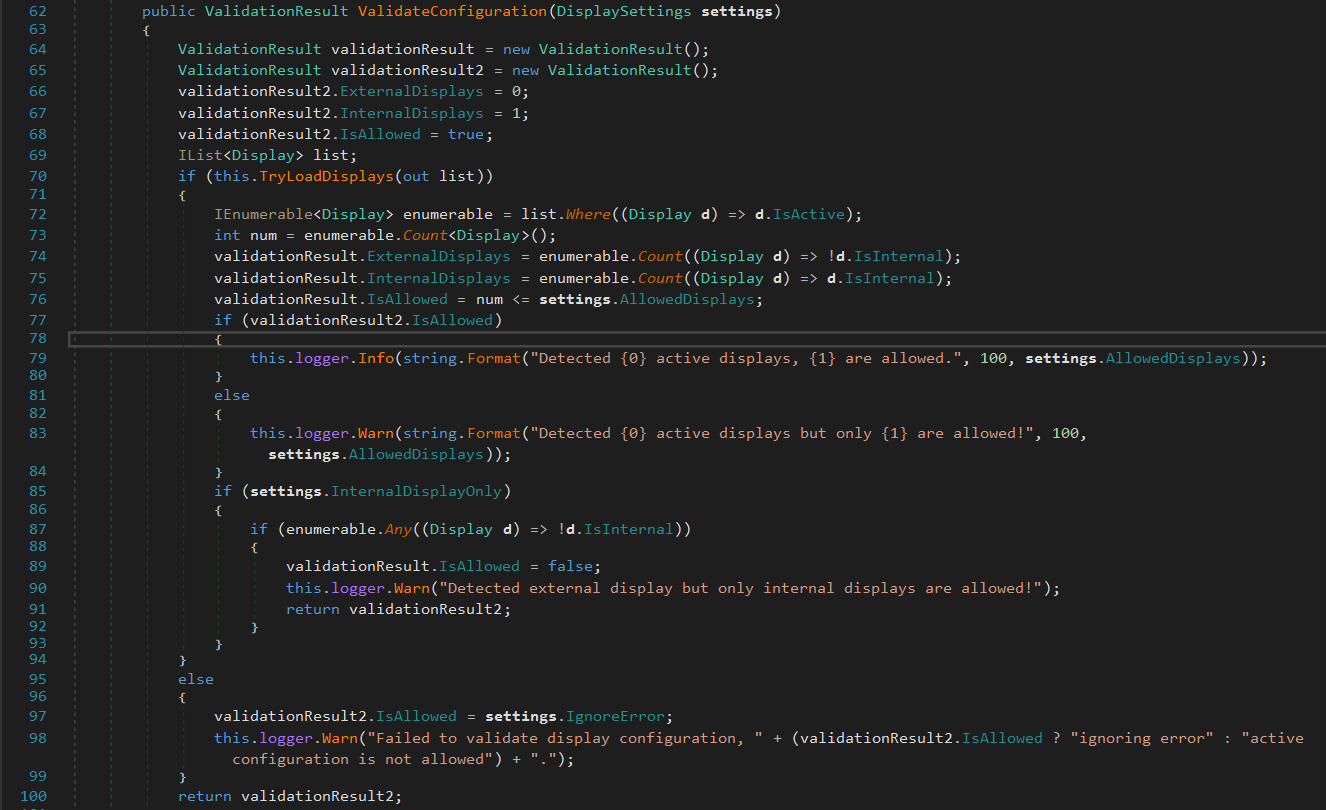 62 public ValidationResult ValidateConfiguration(DisplaySettings settings)
63 {
64 ValidationResult validationResult = new ValidationResult();
65 ValidationResult validationResult2 = new ValidationResult();
66 validationResult2.ExternalDisplays = 0;
67 validationResult2.InternalDisplays = 1;
68 validationResult2.IsAllowed = true;
69 IList<Display> list;
70 if (this.TryLoadDisplays(out list))
71 {
72 IEnumerable<Display> enumerable = list.Where((Display d) => d.IsActive);
73 int num = enumerable.Count<Display>();
74 validationResult.ExternalDisplays = enumerable.Count((Display d) => !d.IsInternal);
75 validationResult.InternalDisplays = enumerable.Count((Display d) => d.IsInternal);
76 validationResult.IsAllowed = num <= settings.AllowedDisplays;
77 if (validationResult2.IsAllowed)
78 {
79 this.logger.Info(string.Format("Detected {0} active displays, {1} are allowed.", 100, settings.AllowedDisplays));
80 }
81 else
82 {
83 this.logger.Warn(string.Format("Detected {0} active displays but only {1} are allowed!", 100,
settings.AllowedDisplays));
84 }
85 if (settings.InternalDisplayOnly)
86 {
87 if (enumerable.Any((Display d) => !d.IsInternal))
88 {
89 validationResult.IsAllowed = false;
90 this.logger.Warn("Detected external display but only internal displays are allowed!");
91 return validationResult2;
92 }
93 }
94 }
95 else
96 {
97 validationResult2.IsAllowed = settings.IgnoreError;
98 this.logger.Warn("Failed to validate display configuration, " + (validationResult2.IsAllowed ? "ignoring error" : "active
configuration is not allowed") + ".");
99 }
100 return validationResult2;